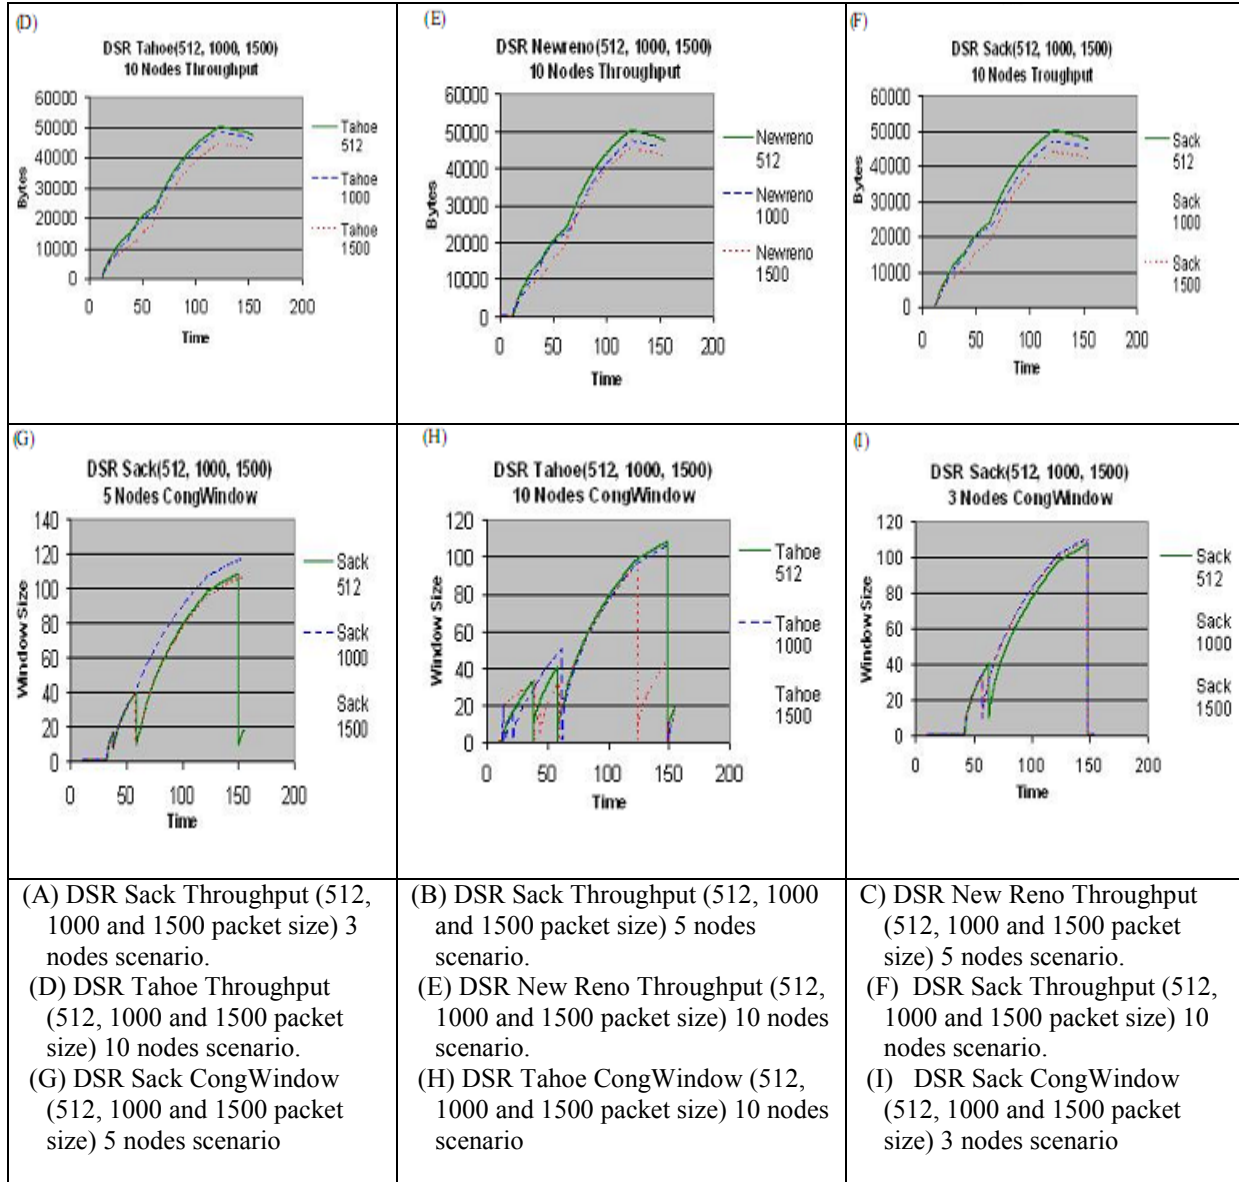 (D)
DSR Tahoe(512, 1000, 1500)
10 Nodes Throughput
60000
50000
40000
30000
20000
10000
0
Bytes
0 50 100 150 200
Time
Tahoe
512
Tahoe
1000
Tahoe
1500
(E)
DSR Newreno(512, 1000, 1500)
10 Nodes Throughput
60000
50000
40000
30000
20000
10000
0
Bytes
0 50 100 150 200
Time
Newreno
512
Newreno
1000
Newreno
1500
(F)
DSR Sack(512, 1000, 1500)
10 Nodes Troughput
60000
50000
40000
30000
20000
10000
0
Bytes
0 50 100 150 200
Time
Sack
512
Sack
1000
Sack
1500
(G)
DSR Sack(512, 1000, 1500)
5 Nodes CongWindow
140
120
100
80
60
40
20
0
Window Size
0 50 100 150 200
Time
Sack
512
Sack
1000
Sack
1500
(H)
DSR Tahoe(512, 1000, 1500)
10 Nodes CongWindow
120
100
80
60
40
20
0
Window Size
0 50 100 150 200
Time
Tahoe
512
Tahoe
1000
Tahoe
1500
(I)
DSR Sack(512, 1000, 1500)
3 Nodes CongWindow
120
100
80
60
40
20
0
Window Size
0 50 100 150 200
Time
Sack
512
Sack
1000
Sack
1500
(A) DSR Sack Throughput (512,
1000 and 1500 packet size) 3
nodes scenario.
(D) DSR Tahoe Throughput
(512, 1000 and 1500 packet
size) 10 nodes scenario.
(G) DSR Sack CongWindow
(512, 1000 and 1500 packet
size) 5 nodes scenario
(B) DSR Sack Throughput (512, 1000
and 1500 packet size) 5 nodes
scenario.
(E) DSR New Reno Throughput (512,
1000 and 1500 packet size) 10 nodes
scenario.
(H) DSR Tahoe CongWindow (512,
1000 and 1500 packet size) 10 nodes
scenario
C) DSR New Reno Throughput
(512, 1000 and 1500 packet
size) 5 nodes scenario.
(F) DSR Sack Throughput (512,
1000 and 1500 packet size) 10
nodes scenario.
(I) DSR Sack CongWindow
(512, 1000 and 1500 packet
size) 3 nodes scenario